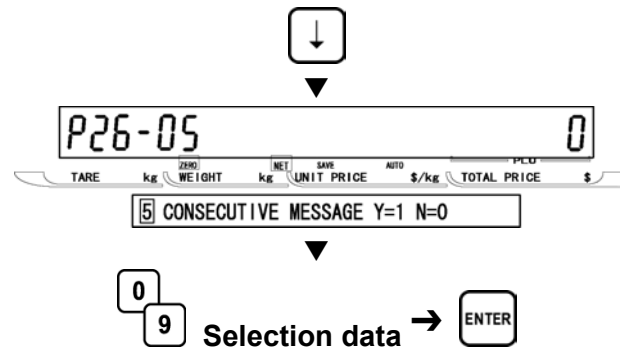 ↓
P26-05 0
ZERO NET SAVE AUTO PLU
TARE kg WEIGHT kg UNIT PRICE $/kg TOTAL PRICE $
5 CONSECUTIVE MESSAGE Y=1 N=0
0
9 Selection data → ENTER